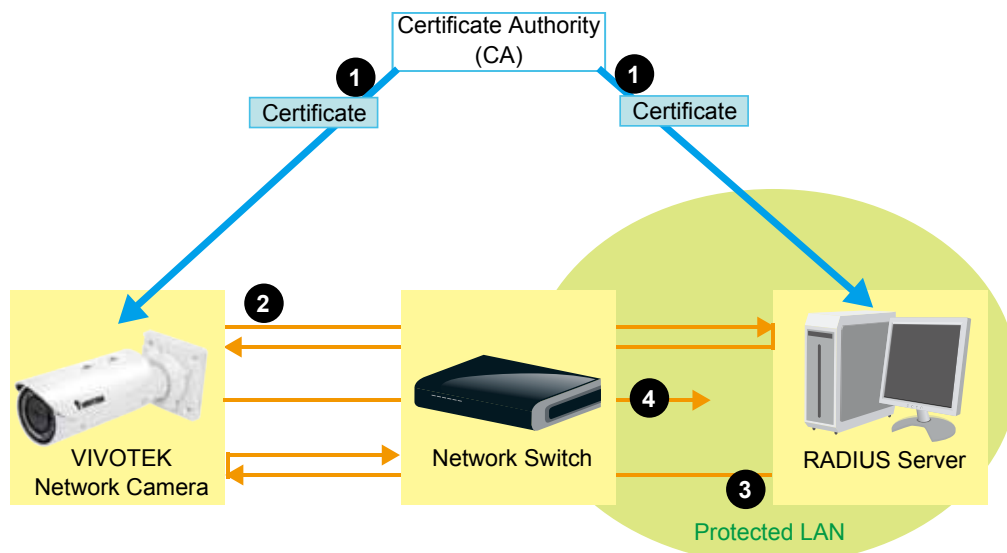 Certificate Authority
(CA)
1
1
Certificate
Certificate
2
4
VIVOTEK
Network Camera
Network Switch
RADIUS Server
3
Protected LAN